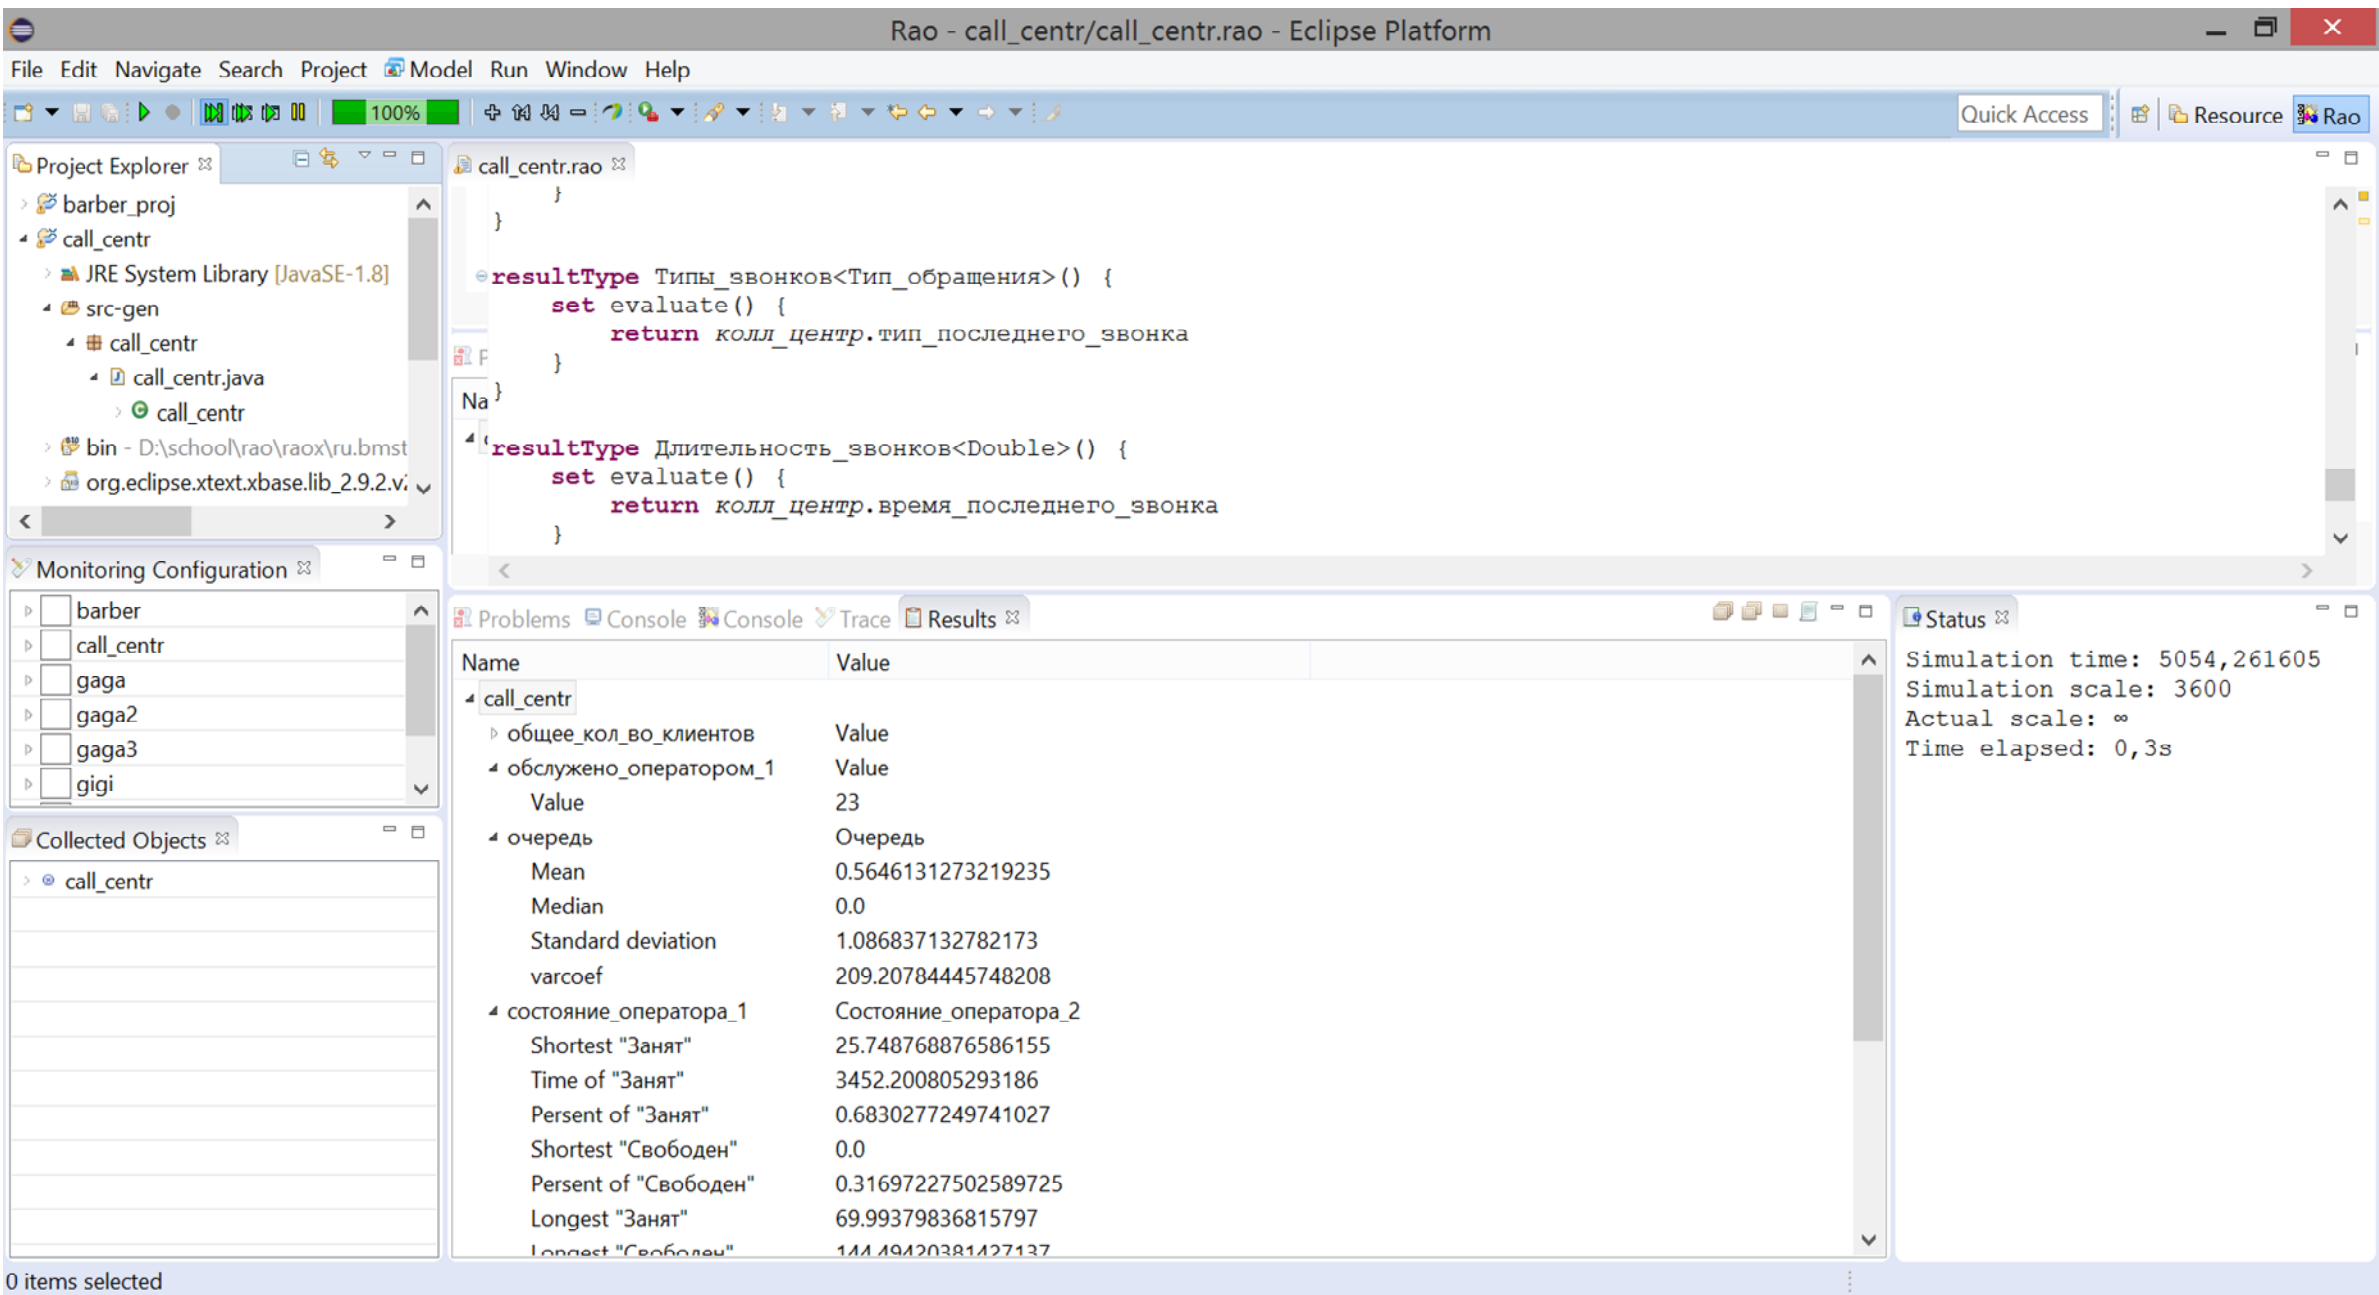 Rao - call_centr/call_centr.rao - Eclipse Platform
File Edit Navigate Search Project Model Run Window Help
100%
Quick Access
Resource
Rao
Project Explorer
barber_proj
call_centr
JRE System Library [JavaSE-1.8]
src-gen
call_centr
call_centr.java
call_centr
bin - D:\school\rao\raox\ru.bmst
org.eclipse.xtext.xbase.lib_2.9.2.v
call_centr.rao
}
}
resultType Типы_звонков<Тип_обращения>() {
set evaluate() {
return колл_центр.тип_последнего_звонка
}
}
Na
resultType Длительность_звонков<Double>() {
set evaluate() {
return колл_центр.время_последнего_звонка
}
Monitoring Configuration
barber
call_centr
gaga
gaga2
gaga3
gigi
Collected Objects
call_centr
Problems Console Console Trace Results
Name Value
call_centr
общее_кол_во_клиентов Value
обслужено_оператором_1 Value
Value 23
очередь Очередь
Mean 0.5646131273219235
Median 0.0
Standard deviation 1.086837132782173
varcoef 209.20784445748208
состояние_оператора_1 Состояние_оператора_2
Shortest "Занят" 25.748768876586155
Time of "Занят" 3452.200805293186
Persent of "Занят" 0.6830277249741027
Shortest "Свободен" 0.0
Persent of "Свободен" 0.31697227502589725
Longest "Занят" 69.99379836815797
Longest "Свободен" 144.49420381427137
Status
Simulation time: 5054,261605
Simulation scale: 3600
Actual scale: ∞
Time elapsed: 0,3s
0 items selected